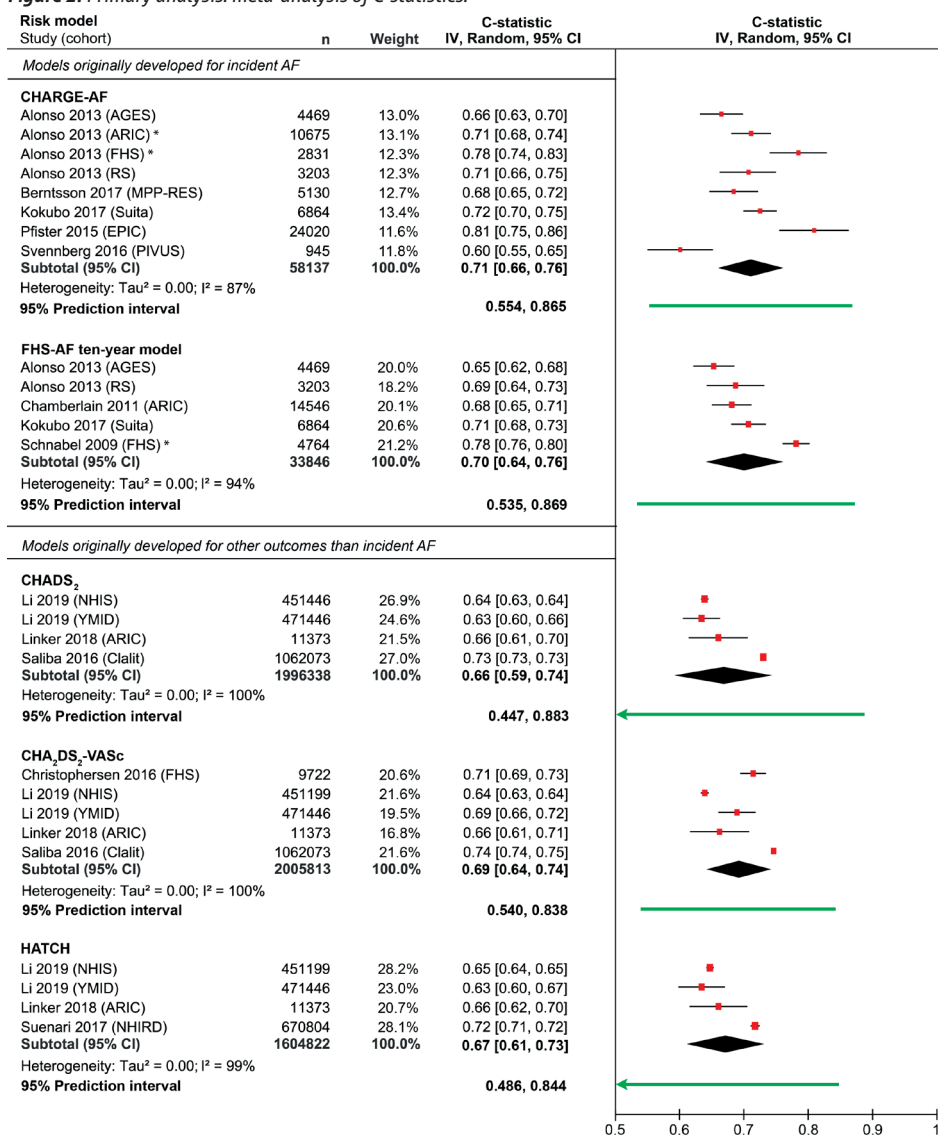 Figure 2. Primary analysis: meta-analysis of C-statistics.
Risk model C-statistic C-statistic
Study (cohort) n Weight IV, Random, 95% CI IV, Random, 95% CI
Models originally developed for incident AF
CHARGE-AF
Alonso 2013 (AGES) 4469 13.0% 0.66 [0.63, 0.70]
Alonso 2013 (ARIC) * 10675 13.1% 0.71 [0.68, 0.74]
Alonso 2013 (FHS) * 2831 12.3% 0.78 [0.74, 0.83]
Alonso 2013 (RS) 3203 12.3% 0.71 [0.66, 0.75]
Berntsson 2017 (MPP-RES) 5130 12.7% 0.68 [0.65, 0.72]
Kokubo 2017 (Suita) 6864 13.4% 0.72 [0.70, 0.75]
Pfister 2015 (EPIC) 24020 11.6% 0.81 [0.75, 0.86]
Svennberg 2016 (PIVUS) 945 11.8% 0.60 [0.55, 0.65]
Subtotal (95% CI) 58137 100.0% 0.71 [0.66, 0.76]
Heterogeneity: Tau² = 0.00; I² = 87%
95% Prediction interval 0.554, 0.865
FHS-AF ten-year model
Alonso 2013 (AGES) 4469 20.0% 0.65 [0.62, 0.68]
Alonso 2013 (RS) 3203 18.2% 0.69 [0.64, 0.73]
Chamberlain 2011 (ARIC) 14546 20.1% 0.68 [0.65, 0.71]
Kokubo 2017 (Suita) 6864 20.6% 0.71 [0.68, 0.73]
Schnabel 2009 (FHS) * 4764 21.2% 0.78 [0.76, 0.80]
Subtotal (95% CI) 33846 100.0% 0.70 [0.64, 0.76]
Heterogeneity: Tau² = 0.00; I² = 94%
95% Prediction interval 0.535, 0.869
Models originally developed for other outcomes than incident AF
CHADS₂
Li 2019 (NHIS) 451446 26.9% 0.64 [0.63, 0.64]
Li 2019 (YMID) 471446 24.6% 0.63 [0.60, 0.66]
Linker 2018 (ARIC) 11373 21.5% 0.66 [0.61, 0.70]
Saliba 2016 (Clalit) 1062073 27.0% 0.73 [0.73, 0.73]
Subtotal (95% CI) 1996338 100.0% 0.66 [0.59, 0.74]
Heterogeneity: Tau² = 0.00; I² = 100%
95% Prediction interval 0.447, 0.883
CHA₂DS₂-VASc
Christophersen 2016 (FHS) 9722 20.6% 0.71 [0.69, 0.73]
Li 2019 (NHIS) 451199 21.6% 0.64 [0.63, 0.64]
Li 2019 (YMID) 471446 19.5% 0.69 [0.66, 0.72]
Linker 2018 (ARIC) 11373 16.8% 0.66 [0.61, 0.71]
Saliba 2016 (Clalit) 1062073 21.6% 0.74 [0.74, 0.75]
Subtotal (95% CI) 2005813 100.0% 0.69 [0.64, 0.74]
Heterogeneity: Tau² = 0.00; I² = 100%
95% Prediction interval 0.540, 0.838
HATCH
Li 2019 (NHIS) 451199 28.2% 0.65 [0.64, 0.65]
Li 2019 (YMID) 471446 23.0% 0.63 [0.60, 0.67]
Linker 2018 (ARIC) 11373 20.7% 0.66 [0.62, 0.70]
Suenari 2017 (NHIRD) 670804 28.1% 0.72 [0.71, 0.72]
Subtotal (95% CI) 1604822 100.0% 0.67 [0.61, 0.73]
Heterogeneity: Tau² = 0.00; I² = 99%
95% Prediction interval 0.486, 0.844
0.5 0.6 0.7 0.8 0.9 1